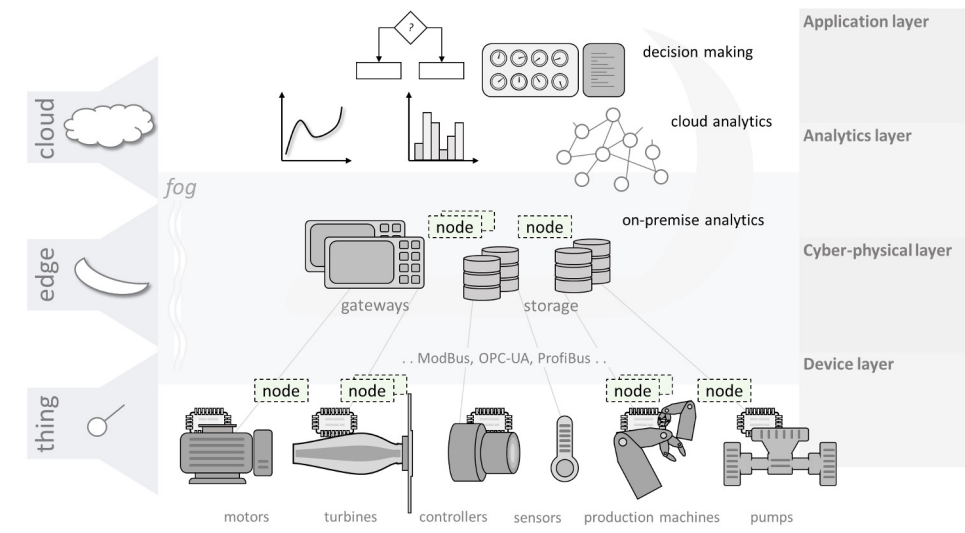 Application layer
?
decision making
cloud
cloud analytics
Analytics layer
fog
node
node
on-premise analytics
Cyber-physical layer
edge
gateways
storage
. . ModBus, OPC-UA, ProfiBus . .
Device layer
node
node
node
node
thing
motors
turbines
controllers
sensors
production machines
pumps